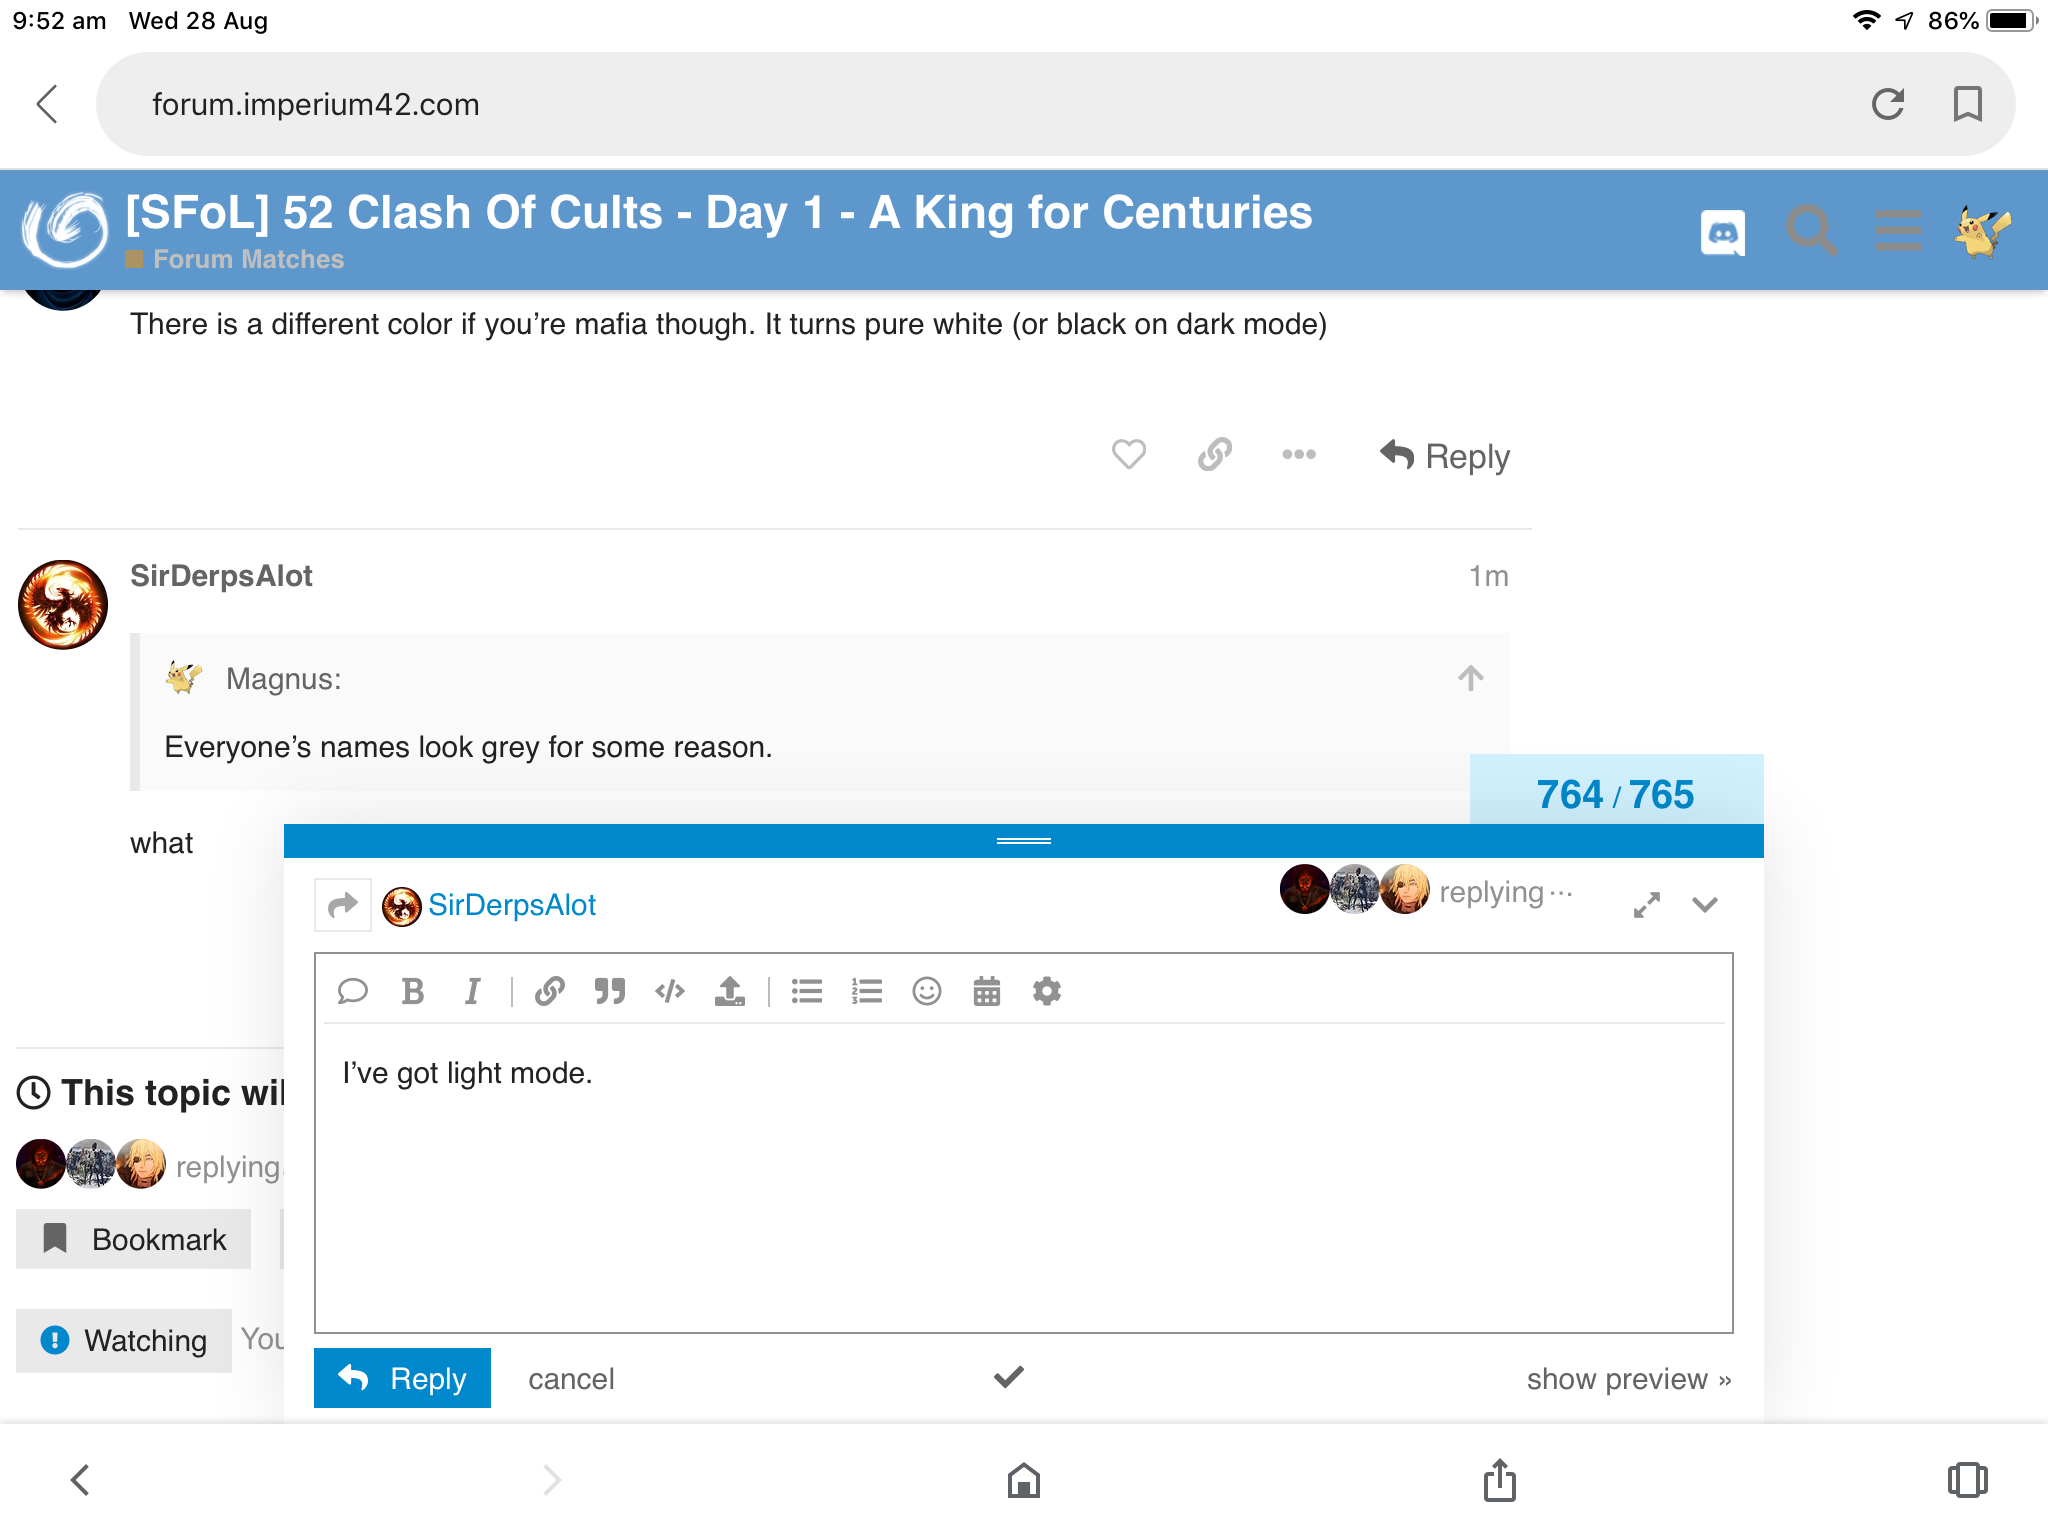 9:52 am Wed 28 Aug
86%
forum.imperium42.com
[SFoL] 52 Clash Of Cults - Day 1 - A King for Centuries
Forum Matches
There is a different color if you’re mafia though. It turns pure white (or black on dark mode)
Reply
SirDerpsAlot
1m
Magnus:
Everyone’s names look grey for some reason.
764 / 765
what
SirDerpsAlot
replying ...
B I
I’ve got light mode.
This topic wil
replying
Bookmark
Watching You
Reply cancel
show preview »